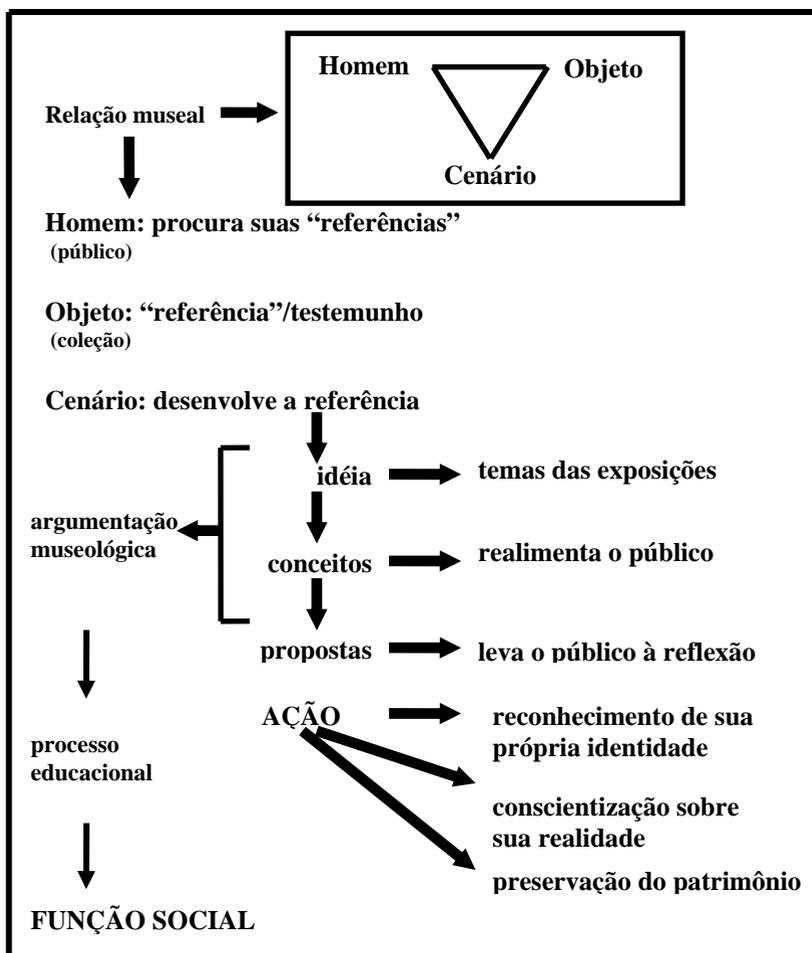 Homem
Objeto
Relação museal
Cenário
Homem: procura suas “referências”
(público)
Objeto: “referência”/testemunho
(coleção)
Cenário: desenvolve a referência
idéia
temas das exposições
argumentação
museológica
conceitos
realimenta o público
propostas
leva o público à reflexão
AÇÃO
reconhecimento de sua
própria identidade
processo
educacional
conscientização sobre
sua realidade
preservação do patrimônio
FUNÇÃO SOCIAL